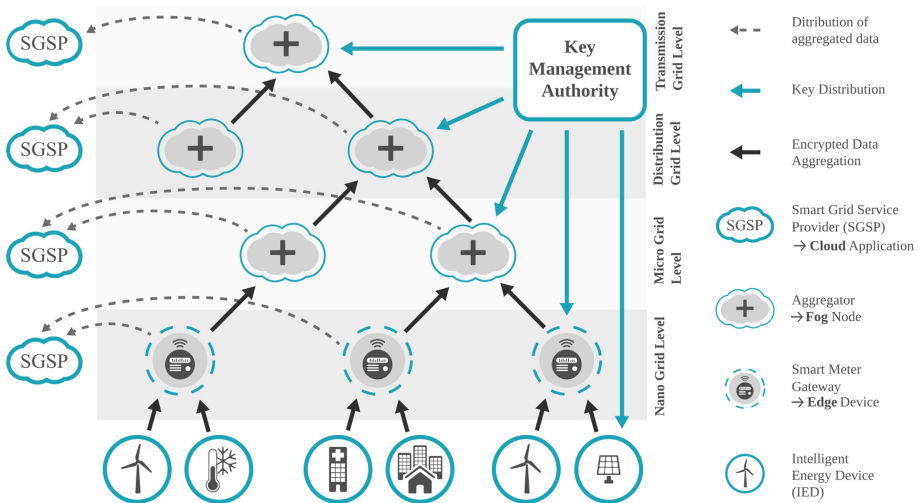 SGSP
SGSP
SGSP
SGSP
Key
Management
Authority
Transmission
Grid Level
Distribution
Grid Level
Micro Grid
Level
Nano Grid Level
Ditribution of
aggregated data
Key Distribution
Encrypted Data
Aggregation
SGSP
Smart Grid Service
Provider (SGSP)
→ Cloud Application
Aggregator
→ Fog Node
Smart Meter
Gateway
→ Edge Device
Intelligent
Energy Device
(IED)